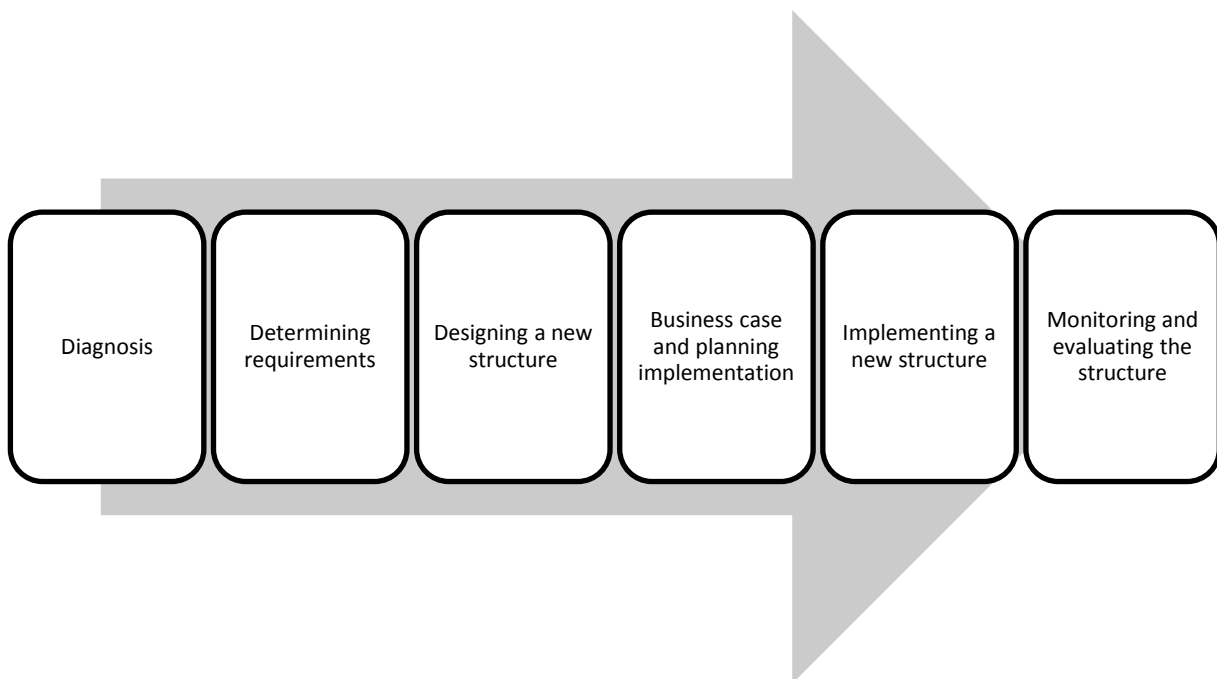 Diagnosis
Determining
requirements
Designing a new
structure
Business case
and planning
implementation
Implementing a
new structure
Monitoring and
evaluating the
structure